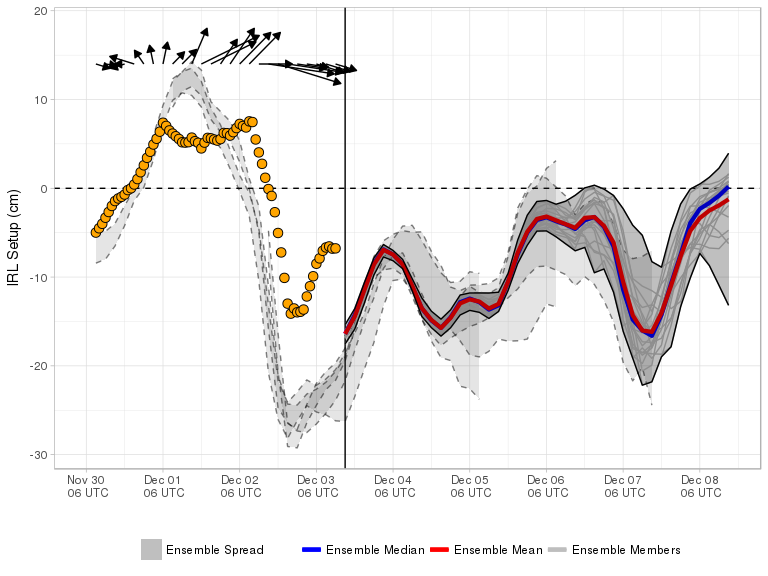 20
10
0
-10
-20
-30
IRL Setup (cm)
Nov 30 Dec 01 Dec 02 Dec 03 Dec 04 Dec 05 Dec 06 Dec 07 Dec 08
06 UTC 06 UTC 06 UTC 06 UTC 06 UTC 06 UTC 06 UTC 06 UTC 06 UTC
Ensemble Spread Ensemble Median Ensemble Mean Ensemble Members